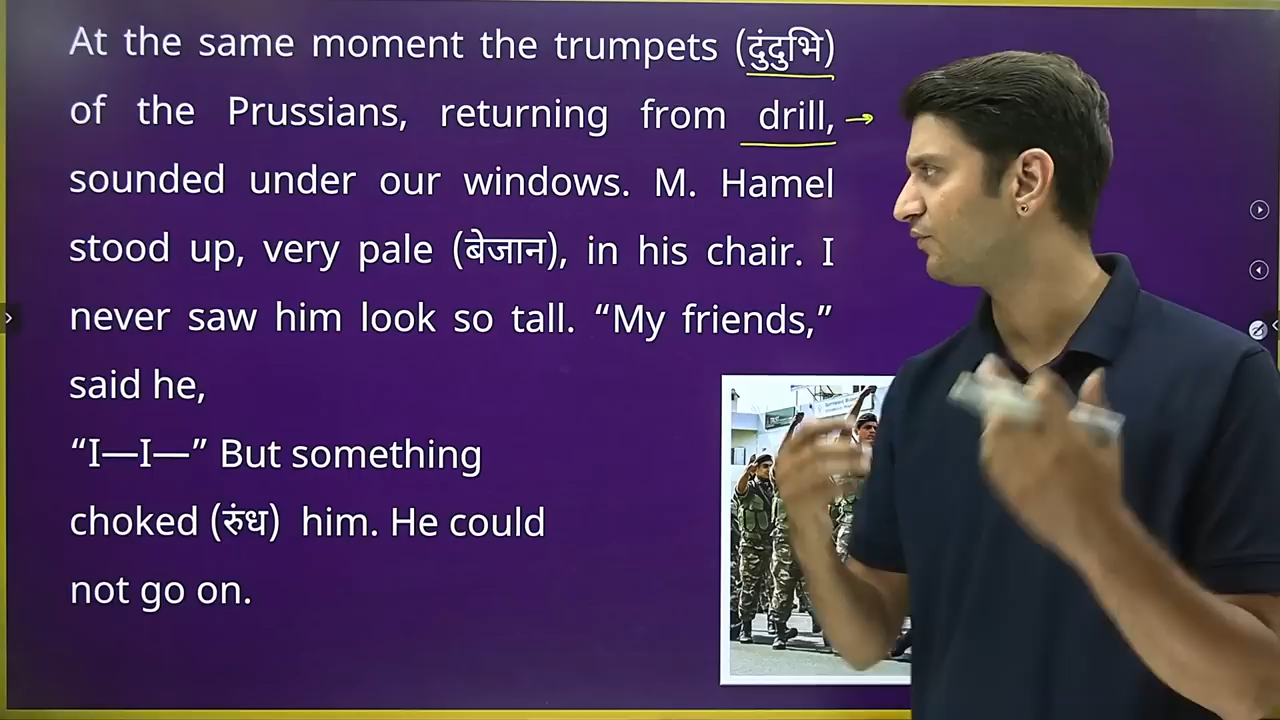 At the same moment the trumpets (दुंदुभि)
of the Prussians, returning from drill,
sounded under our windows. M. Hamel
stood up, very pale (बेजान), in his chair. I
never saw him look so tall. “My friends,”
said he,
“I—I—” But something
choked (रुंध) him. He could
not go on.